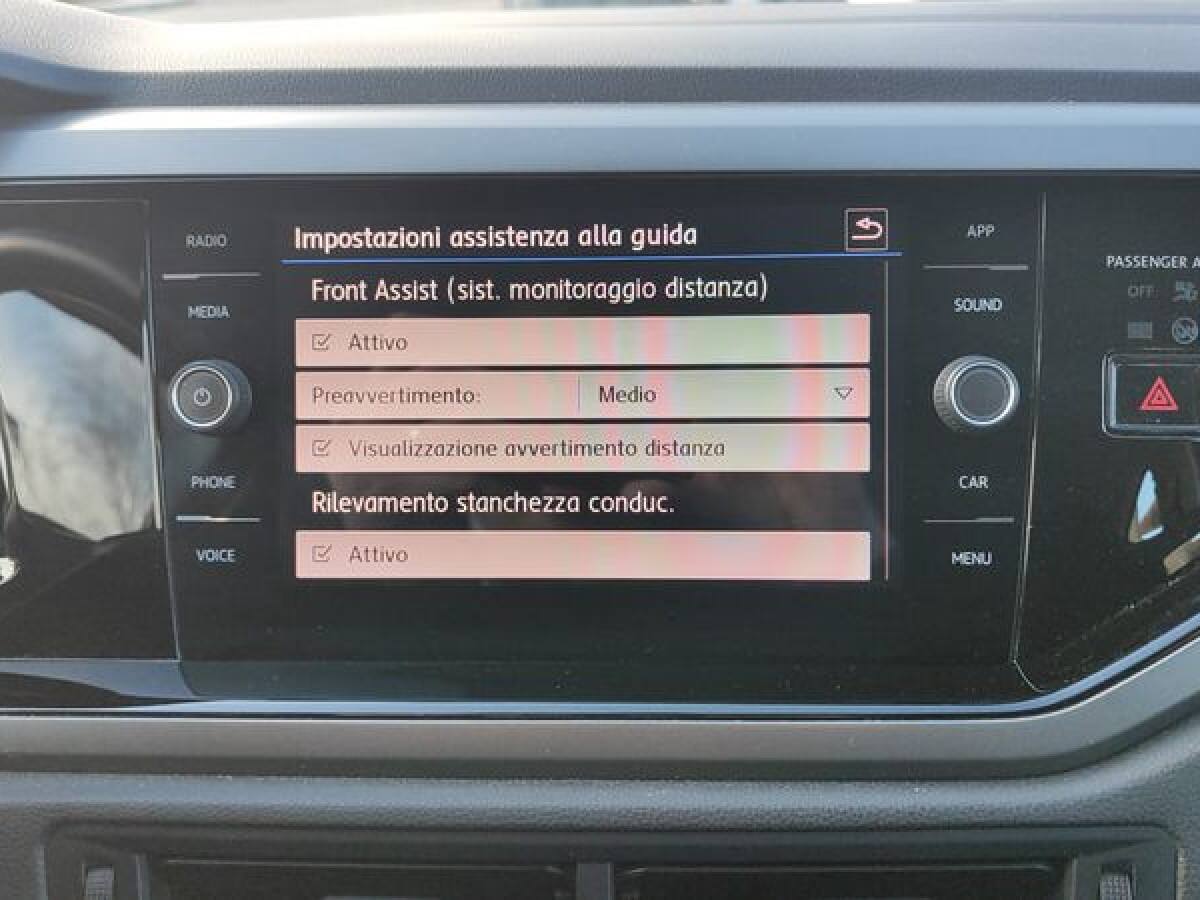 RADIO
MEDIA
PHONE
VOICE
Impostazioni assistenza alla guida
Front Assist (sist. monitoraggio distanza)
Attivo
Preavvertimento: Medio
Visualizzazione avvertimento distanza
Rilevamento stanchezza conduc.
Attivo
APP
SOUND
CAR
MENU
PASSENGER A
OFF